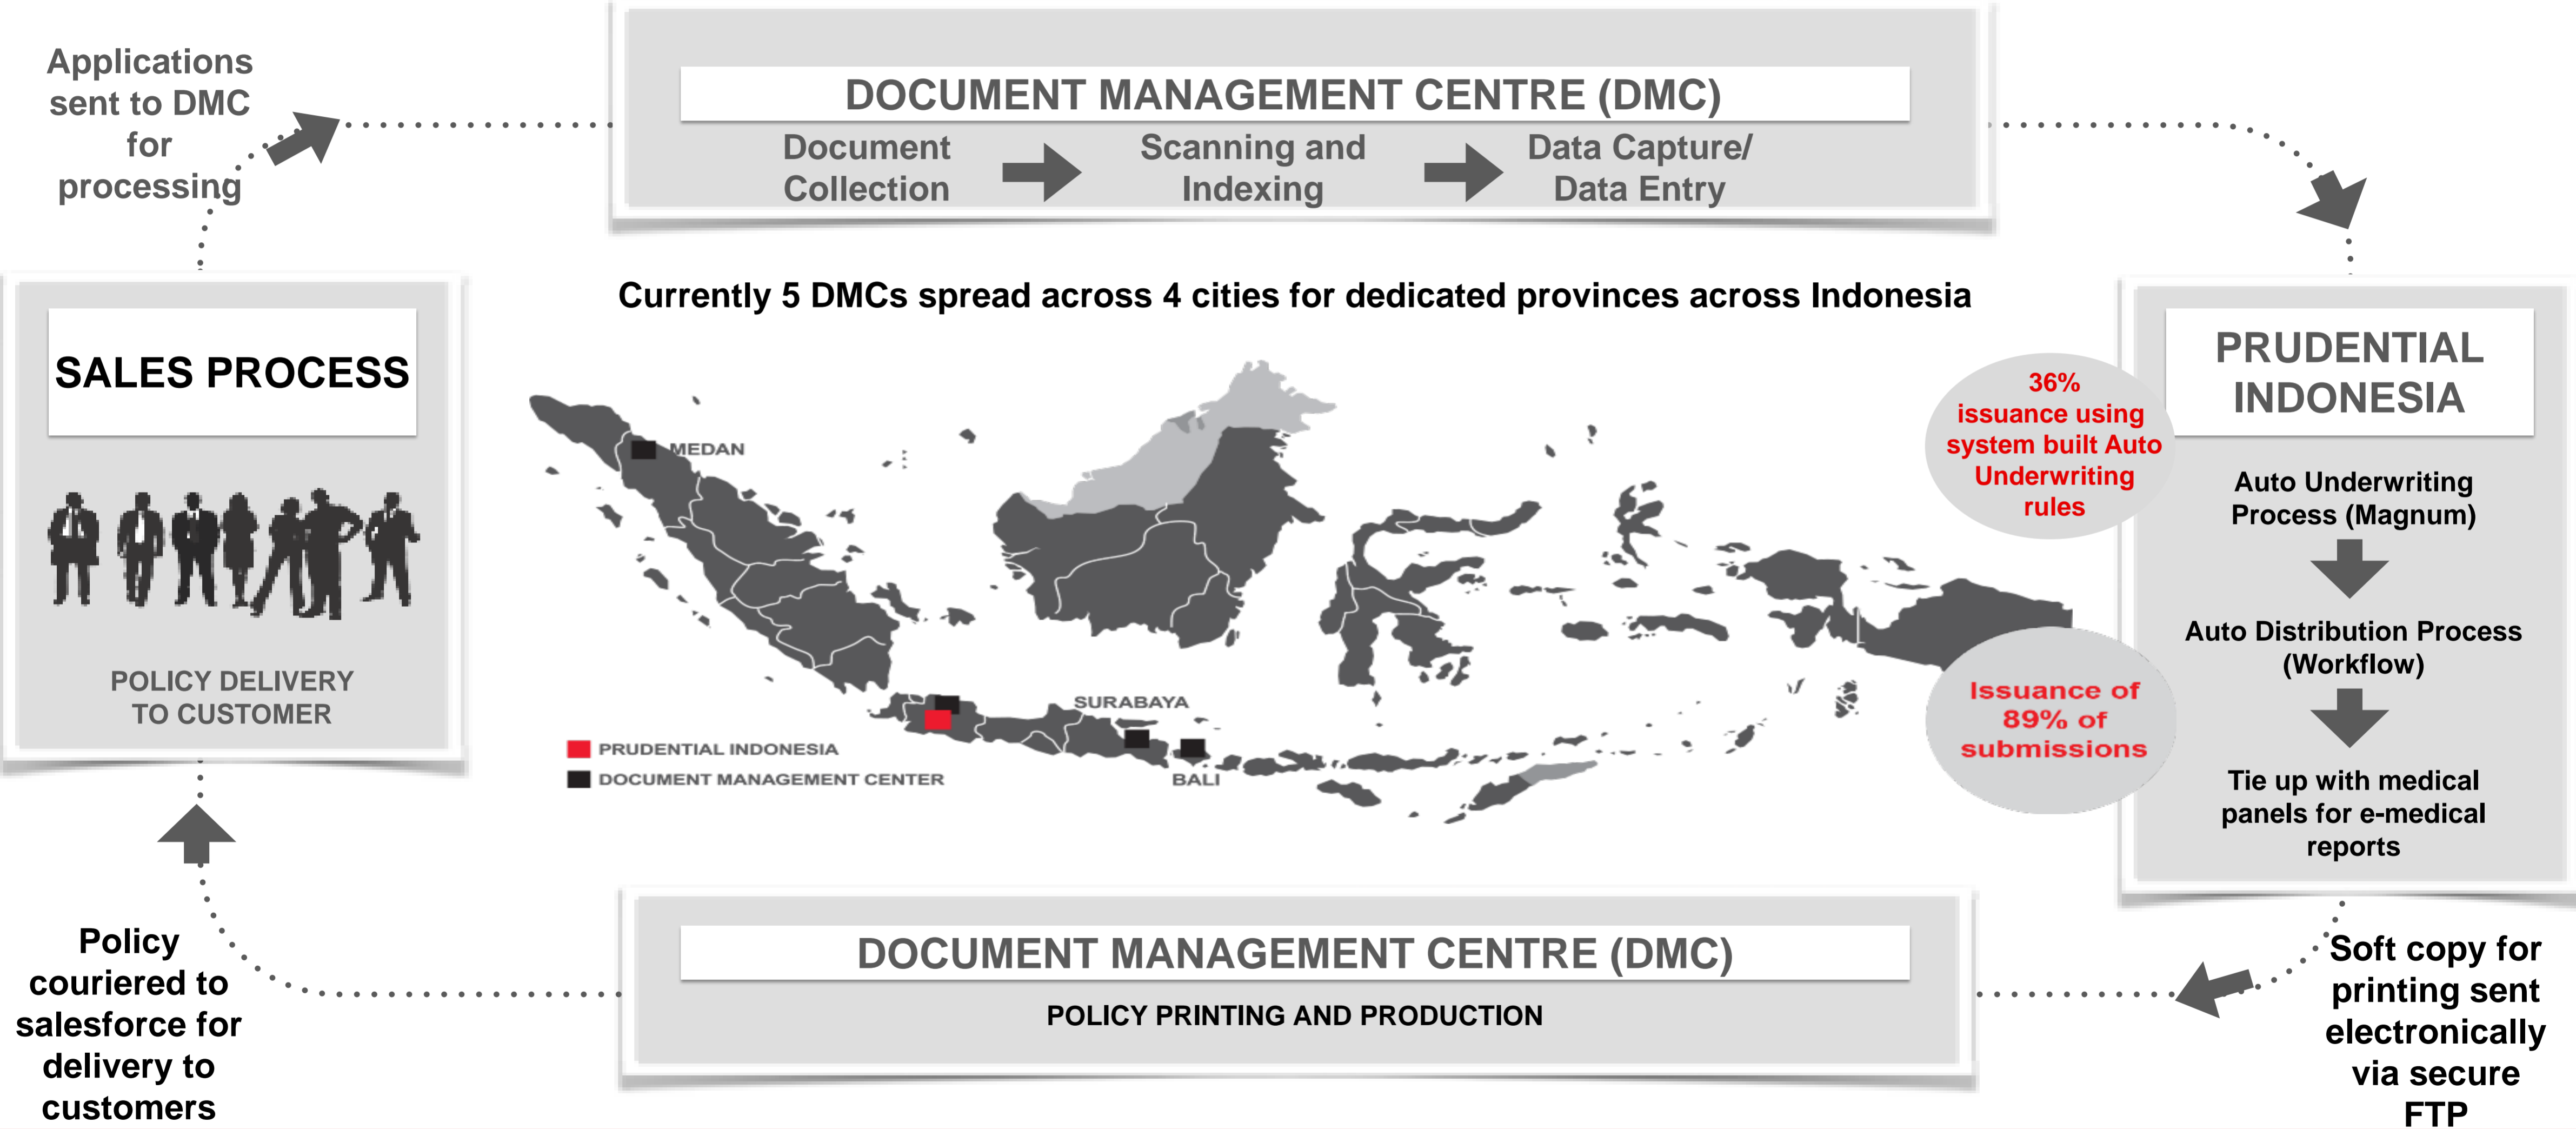 Applications
sent to DMC
for
processing
DOCUMENT MANAGEMENT CENTRE (DMC)
Document
Collection
Scanning and
Indexing
Data Capture/
Data Entry
Currently 5 DMCs spread across 4 cities for dedicated provinces across Indonesia
SALES PROCESS
POLICY DELIVERY
TO CUSTOMER
MEDAN
SURABAYA
BALI
PRUDENTIAL INDONESIA
DOCUMENT MANAGEMENT CENTER
36%
issuance using
system built Auto
Underwriting
rules
Issuance of
89% of
submissions
PRUDENTIAL
INDONESIA
Auto Underwriting
Process (Magnum)
Auto Distribution Process
(Workflow)
Tie up with medical
panels for e-medical
reports
Policy
couriered to
salesforce for
delivery to
customers
DOCUMENT MANAGEMENT CENTRE (DMC)
POLICY PRINTING AND PRODUCTION
Soft copy for
printing sent
electronically
via secure
FTP